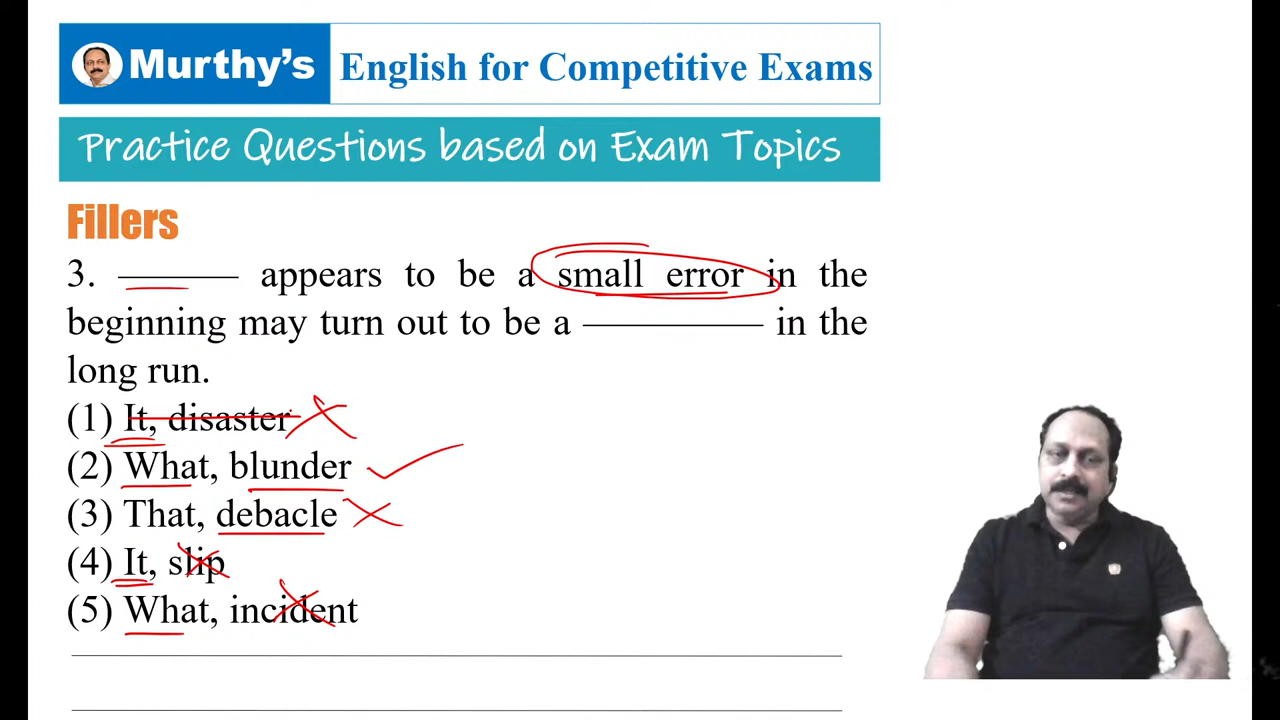 Murthy's English for Competitive Exams
Practice Questions based on Exam Topics
Fillers
3. ______ appears to be a small error in the
beginning may turn out to be a _________ in the
long run.
(1) It, disaster
(2) What, blunder
(3) That, debacle
(4) It, slip
(5) What, incident